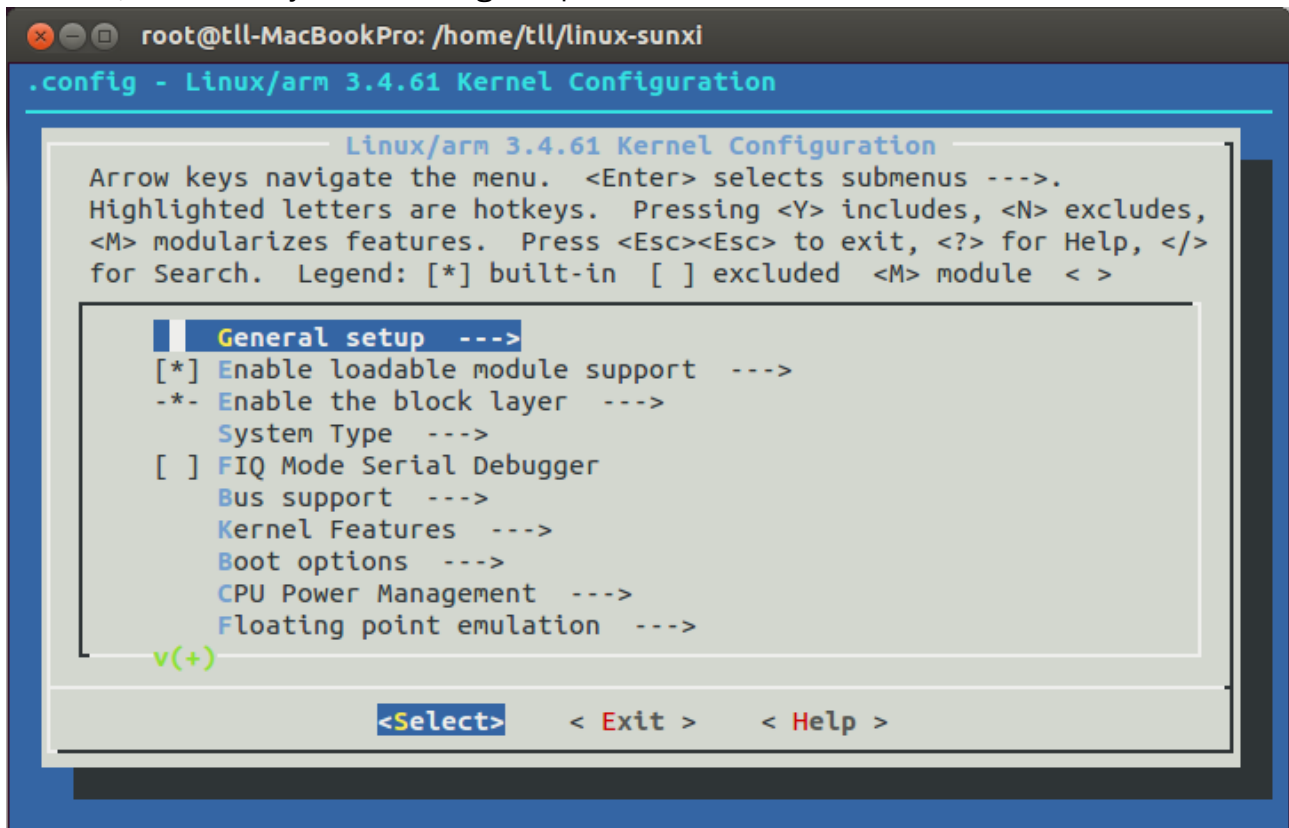 root@tll-MacBookPro: /home/tll/linux-sunxi
.config - Linux/arm 3.4.61 Kernel Configuration
Linux/arm 3.4.61 Kernel Configuration
Arrow keys navigate the menu.  <Enter> selects submenus --->.
Highlighted letters are hotkeys.  Pressing <Y> includes, <N> excludes,
<M> modularizes features.  Press <Esc><Esc> to exit, <?> for Help, </>
for Search.  Legend: [*] built-in  [ ] excluded  <M> module  < >
General setup  --->
[*] Enable loadable module support  --->
-*- Enable the block layer  --->
System Type  --->
[ ] FIQ Mode Serial Debugger
Bus support  --->
Kernel Features  --->
Boot options  --->
CPU Power Management  --->
Floating point emulation  --->
v(+)
<Select>    < Exit >    < Help >